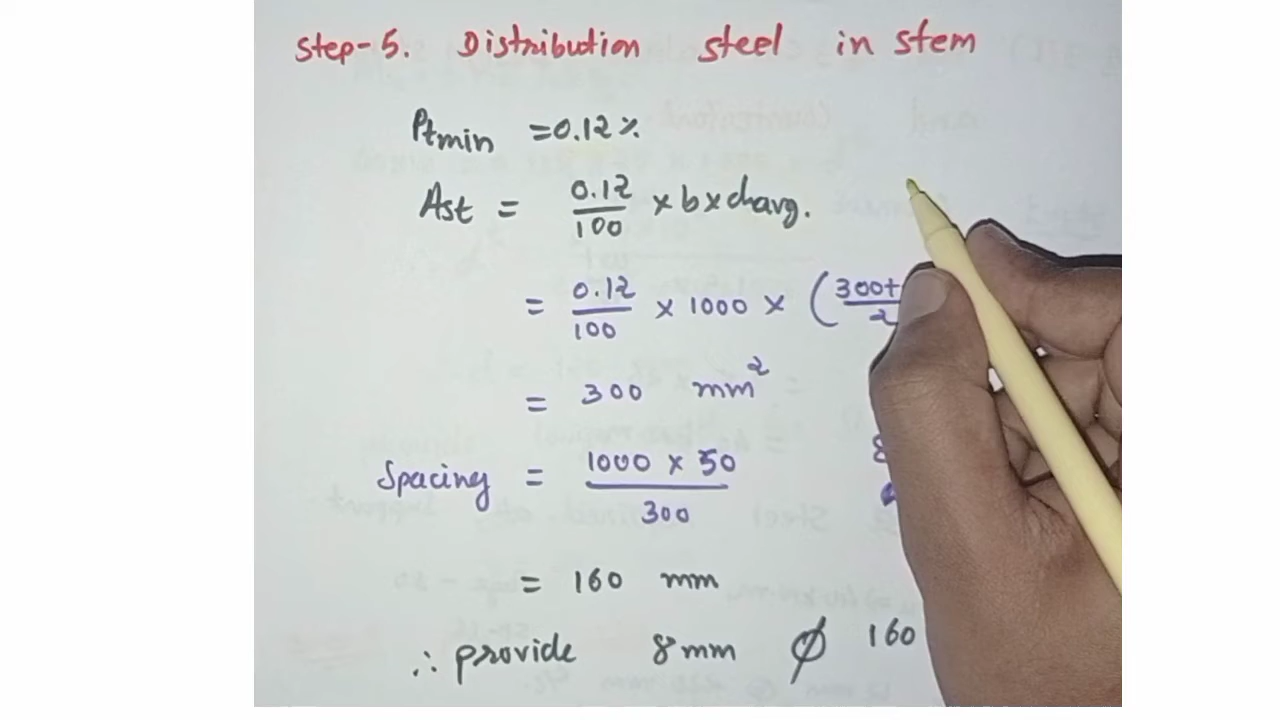 Step-5. Distribution steel in stem
Ptmin = 0.12 %
Ast = 0.12/100 × b × davg.
= 0.12/100 × 1000 × (300+/2
= 300 mm²
Spacing = 1000 × 50/300
= 160 mm
∴ provide 8mm ϕ 160